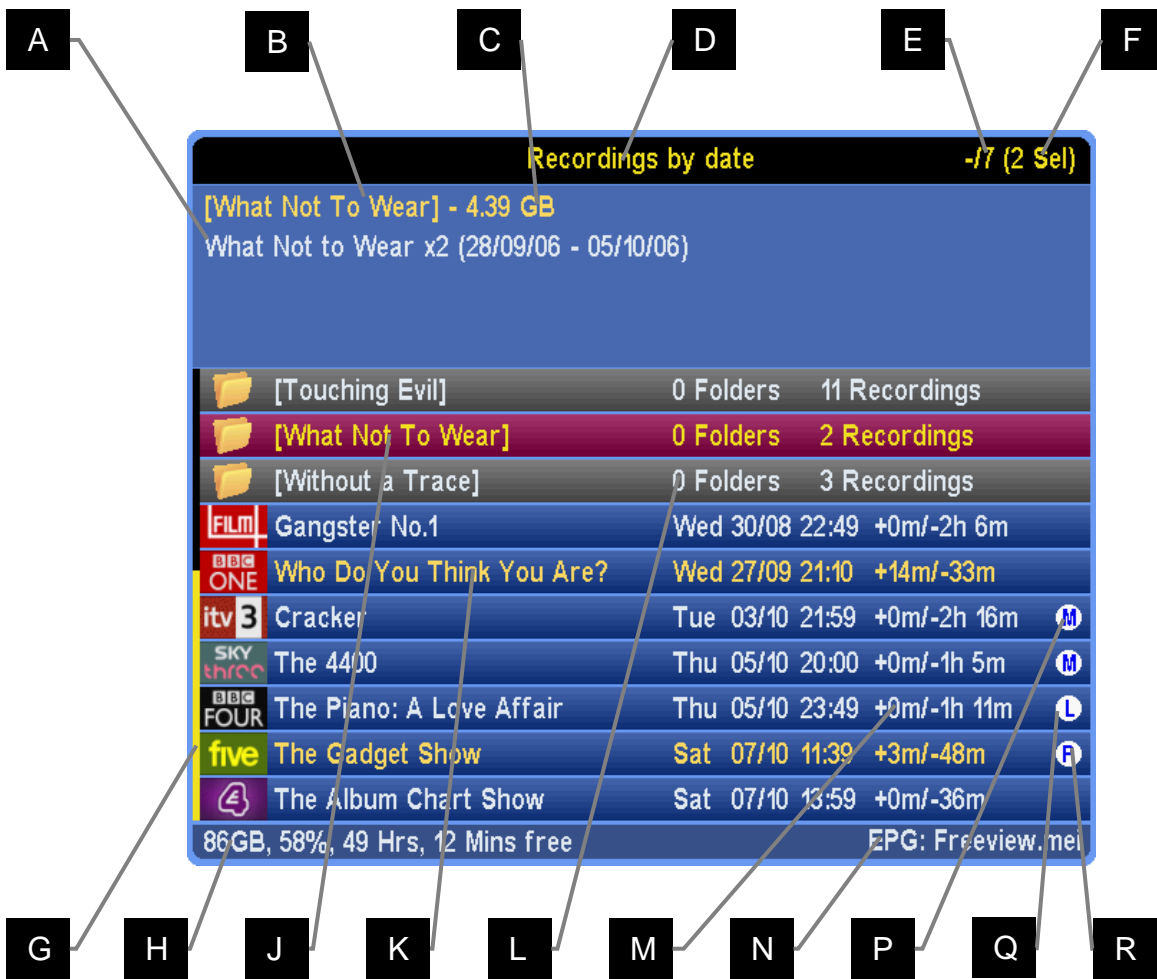 A B C D E F
Recordings by date -/7 (2 Sel)
[What Not To Wear] - 4.39 GB
What Not to Wear x2 (28/09/06 - 05/10/06)
[Touching Evil] 0 Folders 11 Recordings
[What Not To Wear] 0 Folders 2 Recordings
[Without a Trace] 0 Folders 3 Recordings
FILM4 Gangster No.1 Wed 30/08 22:49 +0m/-2h 6m
BBC ONE Who Do You Think You Are? Wed 27/09 21:10 +14m/-33m
itv 3 Cracker Tue 03/10 21:59 +0m/-2h 16m M
SKY three The 4400 Thu 05/10 20:00 +0m/-1h 5m M
BBC FOUR The Piano: A Love Affair Thu 05/10 23:49 +0m/-1h 11m L
five The Gadget Show Sat 07/10 11:39 +3m/-48m R
4 The Album Chart Show Sat 07/10 13:59 +0m/-36m
86GB, 58%, 49 Hrs, 12 Mins free EPG: Freeview.mei
G H J K L M N P Q R